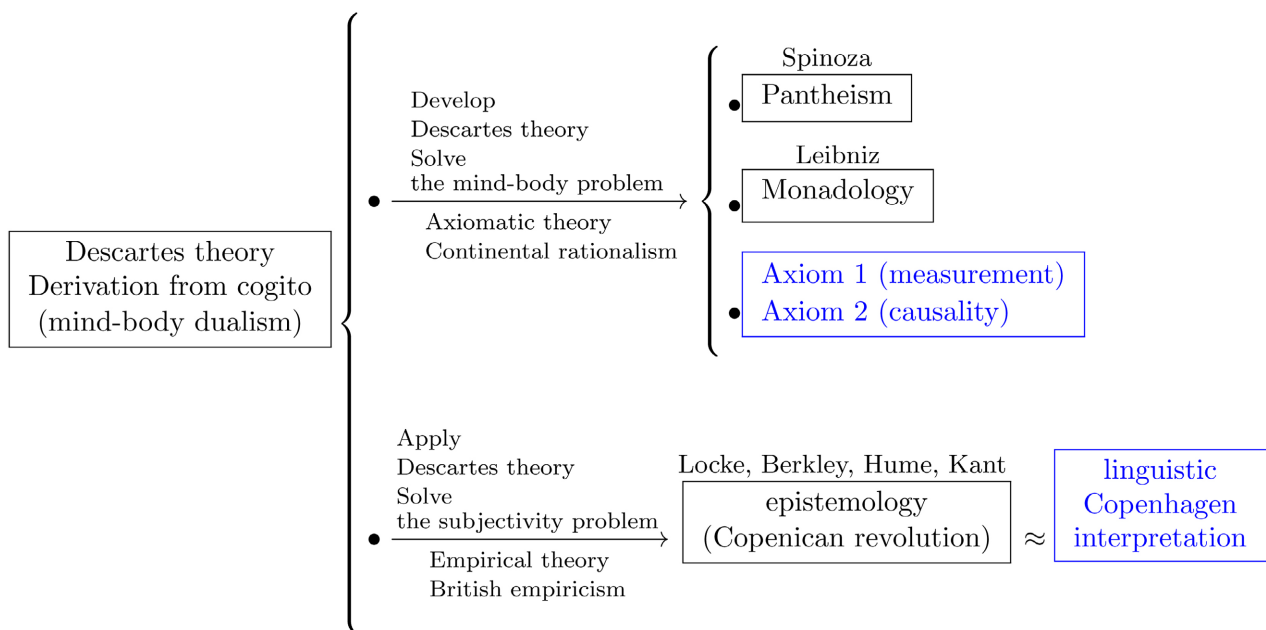 Descartes theory
Derivation from cogito
(mind-body dualism)
Develop
Descartes theory
Solve
the mind-body problem
Axiomatic theory
Continental rationalism
Spinoza
Pantheism
Leibniz
Monadology
Axiom 1 (measurement)
Axiom 2 (causality)
Apply
Descartes theory
Solve
the subjectivity problem
Empirical theory
British empiricism
Locke, Berkley, Hume, Kant
epistemology
(Copenican revolution)
≈
linguistic
Copenhagen
interpretation